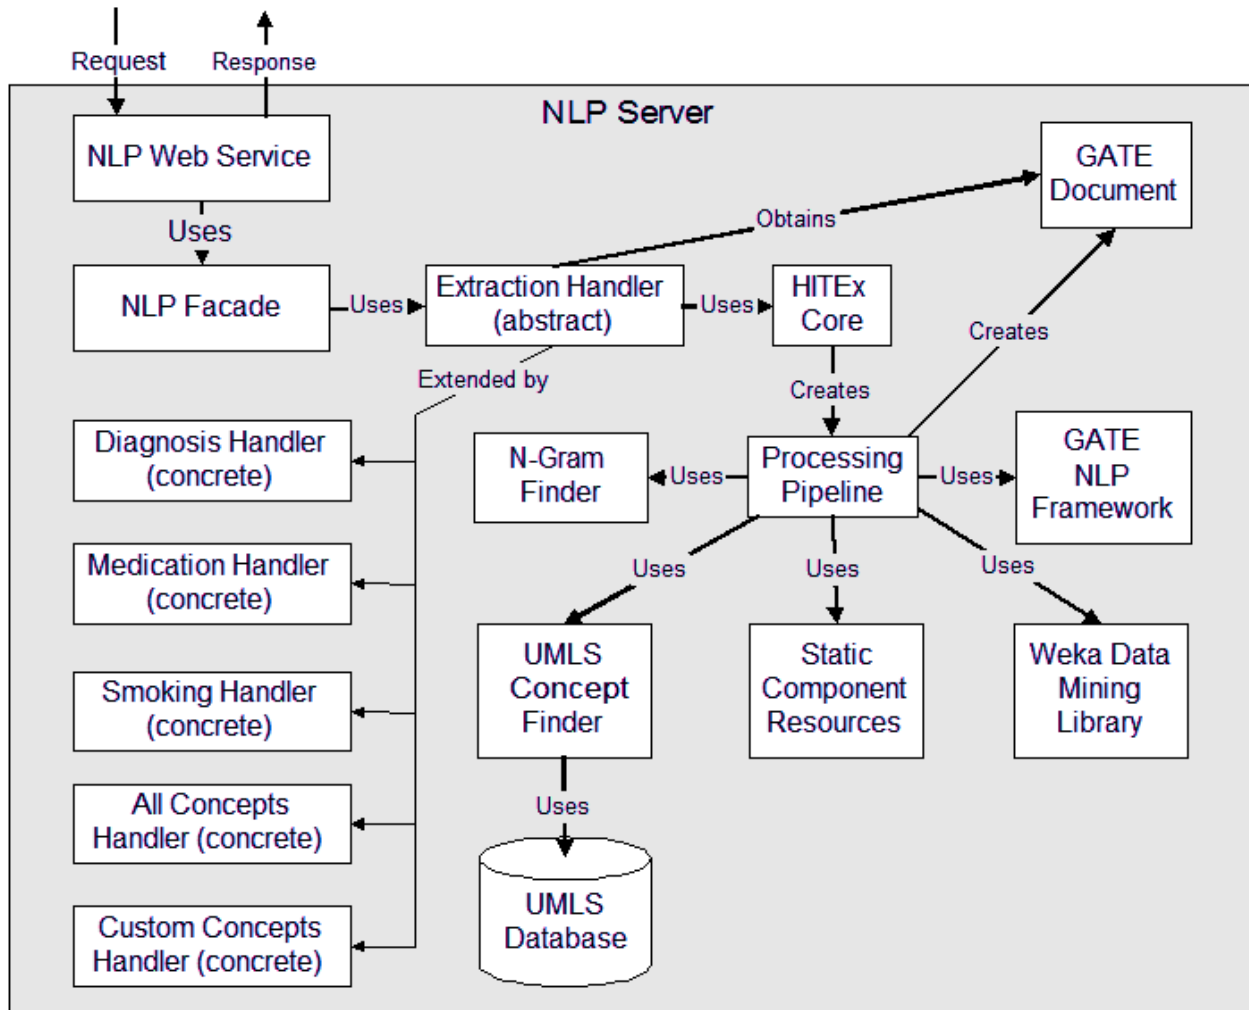 Request
Response
NLP Server
NLP Web Service
GATE
Document
Uses
Obtains
NLP Facade
Uses
Extraction Handler
(abstract)
Uses
HITEx
Core
Creates
Extended by
Creates
Diagnosis Handler
(concrete)
N-Gram
Finder
Uses
Processing
Pipeline
Uses
GATE
NLP
Framework
Medication Handler
(concrete)
Uses
Uses
Uses
Smoking Handler
(concrete)
UMLS
Concept
Finder
Static
Component
Resources
Weka Data
Mining
Library
All Concepts
Handler (concrete)
Uses
Custom Concepts
Handler (concrete)
UMLS
Database